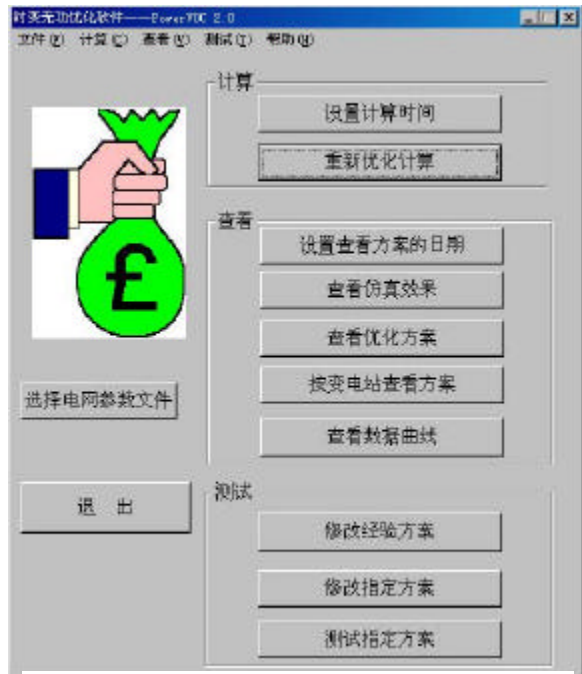 时变无功优化软件——PowerVOC 2.0
文件(F) 计算(C) 查看(V) 测试(T) 帮助(H)
计算
设置计算时间
重新优化计算
查看
设置查看方案的日期
查看仿真效果
查看优化方案
按变电站查看方案
查看数据曲线
£
选择电网参数文件
退 出
测试
修改经验方案
修改指定方案
测试指定方案